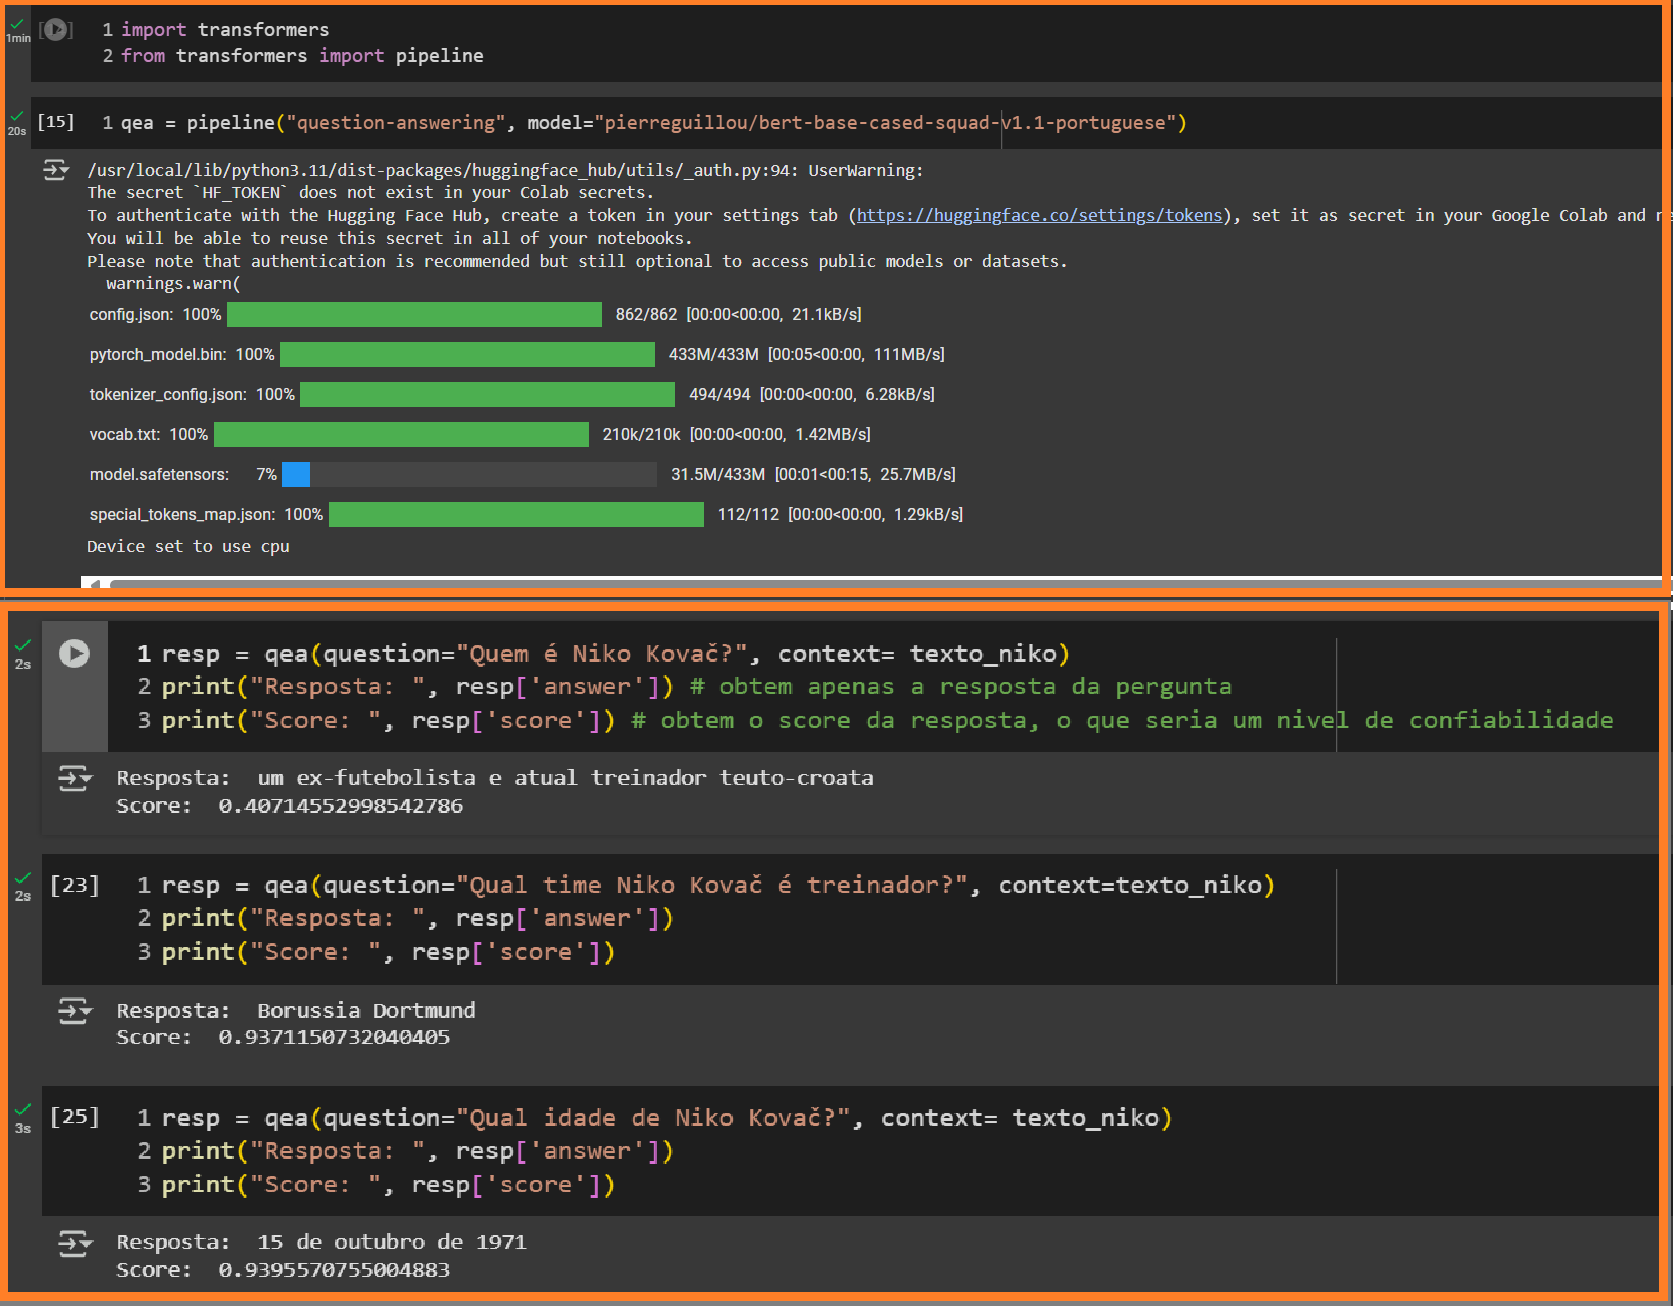 1min
1 import transformers
2 from transformers import pipeline
20s
[15]
1 qea = pipeline("question-answering", model="pierreguillou/bert-base-cased-squad-v1.1-portuguese")
/usr/local/lib/python3.11/dist-packages/huggingface_hub/utils/_auth.py:94: UserWarning:
The secret `HF_TOKEN` does not exist in your Colab secrets.
To authenticate with the Hugging Face Hub, create a token in your settings tab (https://huggingface.co/settings/tokens), set it as secret in your Google Colab and
You will be able to reuse this secret in all of your notebooks.
Please note that authentication is recommended but still optional to access public models or datasets.
warnings.warn(
config.json: 100% 862/862 [00:00<00:00, 21.1kB/s]
pytorch_model.bin: 100% 433M/433M [00:05<00:00, 111MB/s]
tokenizer_config.json: 100% 494/494 [00:00<00:00, 6.28kB/s]
vocab.txt: 100% 210k/210k [00:00<00:00, 1.42MB/s]
model.safetensors: 7% 31.5M/433M [00:01<00:15, 25.7MB/s]
special_tokens_map.json: 100% 112/112 [00:00<00:00, 1.29kB/s]
Device set to use cpu
2s
1 resp = qea(question="Quem é Niko Kovač?", context= texto_niko)
2 print("Resposta: ", resp['answer']) # obtem apenas a resposta da pergunta
3 print("Score: ", resp['score']) # obtem o score da resposta, o que seria um nivel de confiabilidade
Resposta: um ex-futebolista e atual treinador teuto-croata
Score: 0.40714552998542786
2s
[23]
1 resp = qea(question="Qual time Niko Kovač é treinador?", context=texto_niko)
2 print("Resposta: ", resp['answer'])
3 print("Score: ", resp['score'])
Resposta: Borussia Dortmund
Score: 0.9371150732040405
3s
[25]
1 resp = qea(question="Qual idade de Niko Kovač?", context= texto_niko)
2 print("Resposta: ", resp['answer'])
3 print("Score: ", resp['score'])
Resposta: 15 de outubro de 1971
Score: 0.9395570755004883